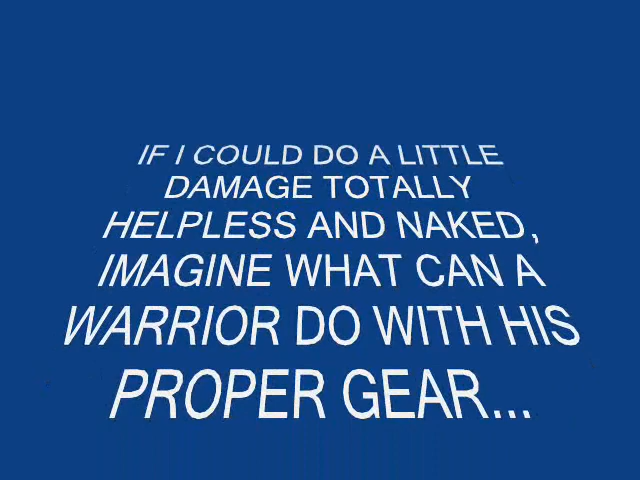 IF I COULD DO A LITTLE
DAMAGE TOTALLY
HELPLESS AND NAKED,
IMAGINE WHAT CAN A
WARRIOR DO WITH HIS
PROPER GEAR...